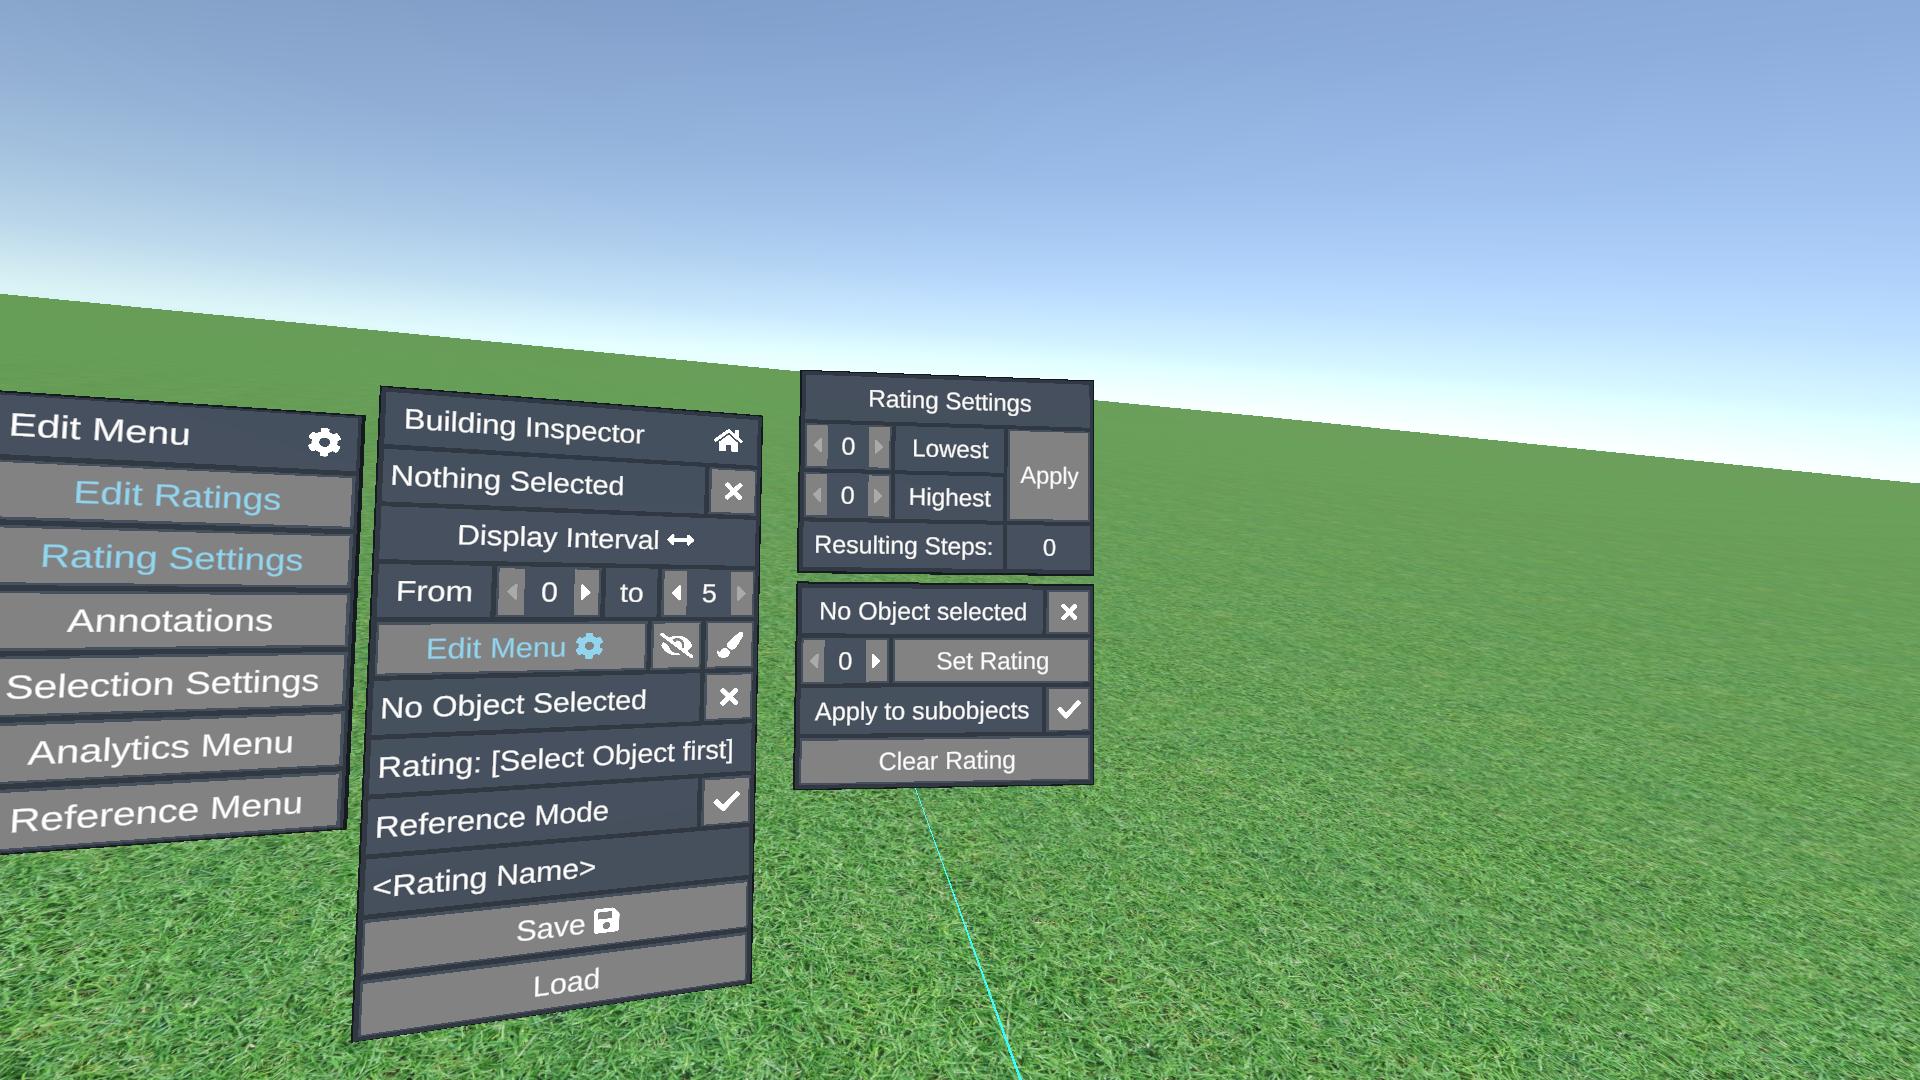 Edit Menu
Edit Ratings
Rating Settings
Annotations
Selection Settings
Analytics Menu
Reference Menu
Building Inspector
Nothing Selected
Display Interval
From 0 to 5
Edit Menu
No Object Selected
Rating: [Select Object first]
Reference Mode
<Rating Name>
Save
Load
Rating Settings
0 Lowest
Apply
0 Highest
Resulting Steps: 0
No Object selected
0 Set Rating
Apply to subobjects
Clear Rating